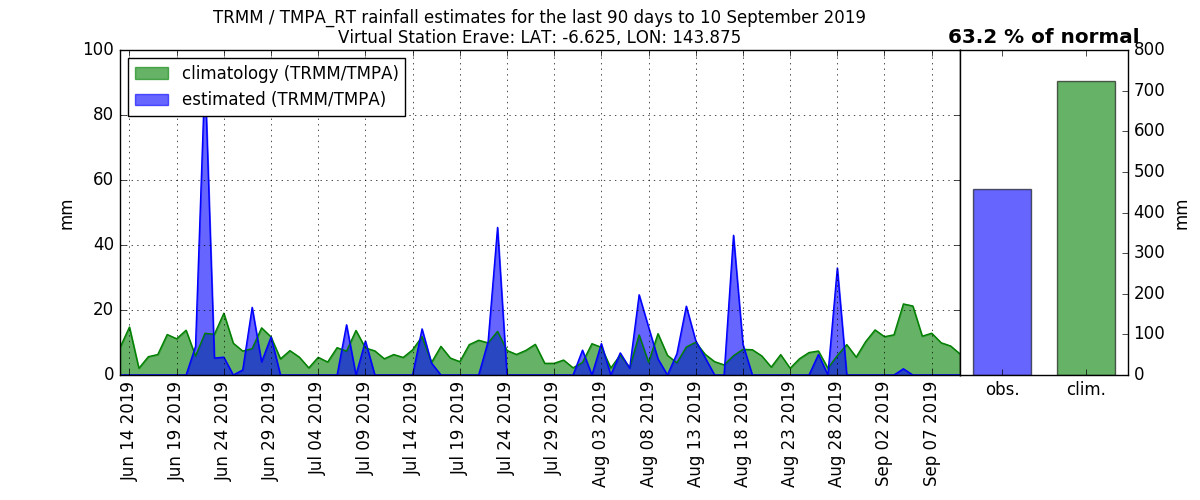 TRMM / TMPA_RT rainfall estimates for the last 90 days to 10 September 2019
Virtual Station Erave: LAT: -6.625, LON: 143.875
63.2 % of normal
climatology (TRMM/TMPA)
estimated (TRMM/TMPA)
mm
100
80
60
40
20
0
Jun 14 2019
Jun 19 2019
Jun 24 2019
Jun 29 2019
Jul 04 2019
Jul 09 2019
Jul 14 2019
Jul 19 2019
Jul 24 2019
Jul 29 2019
Aug 03 2019
Aug 08 2019
Aug 13 2019
Aug 18 2019
Aug 23 2019
Aug 28 2019
Sep 02 2019
Sep 07 2019
obs.
clim.
800
700
600
500
400
300
200
100
0
mm